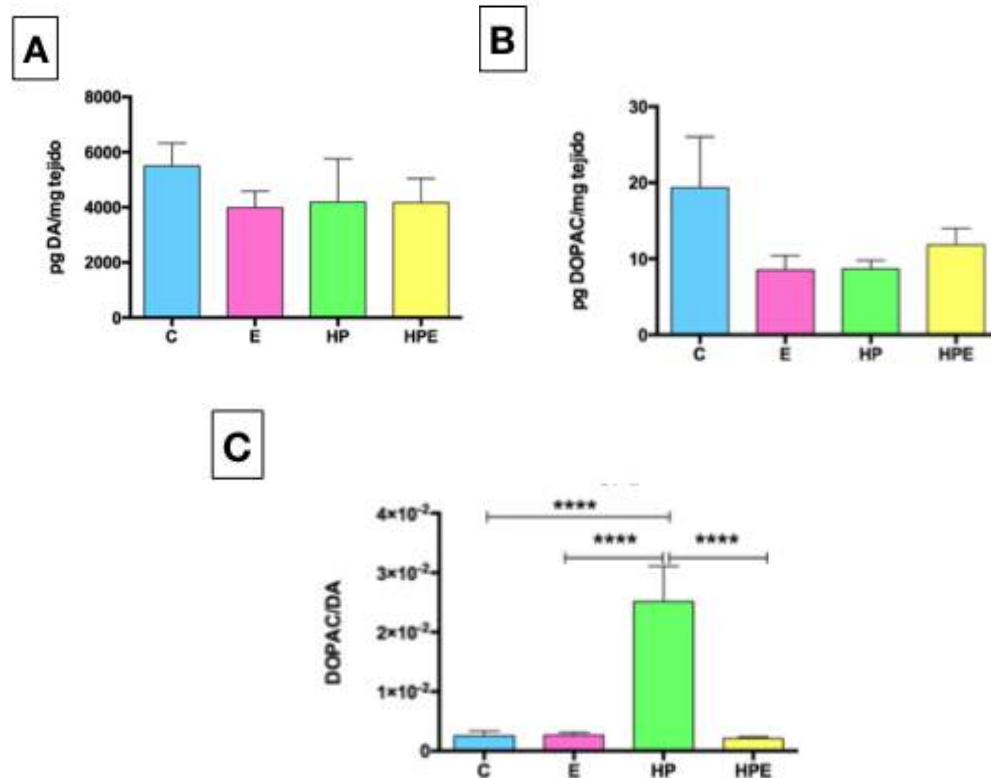 A
8000
6000
4000
2000
0
pg DA/mg tejido
C E HP HPE
B
30
20
10
0
pg DOPAC/mg tejido
C E HP HPE
C
4×10⁻²
3×10⁻²
2×10⁻²
1×10⁻²
0
DOPAC/DA
****
**** ****
C E HP HPE